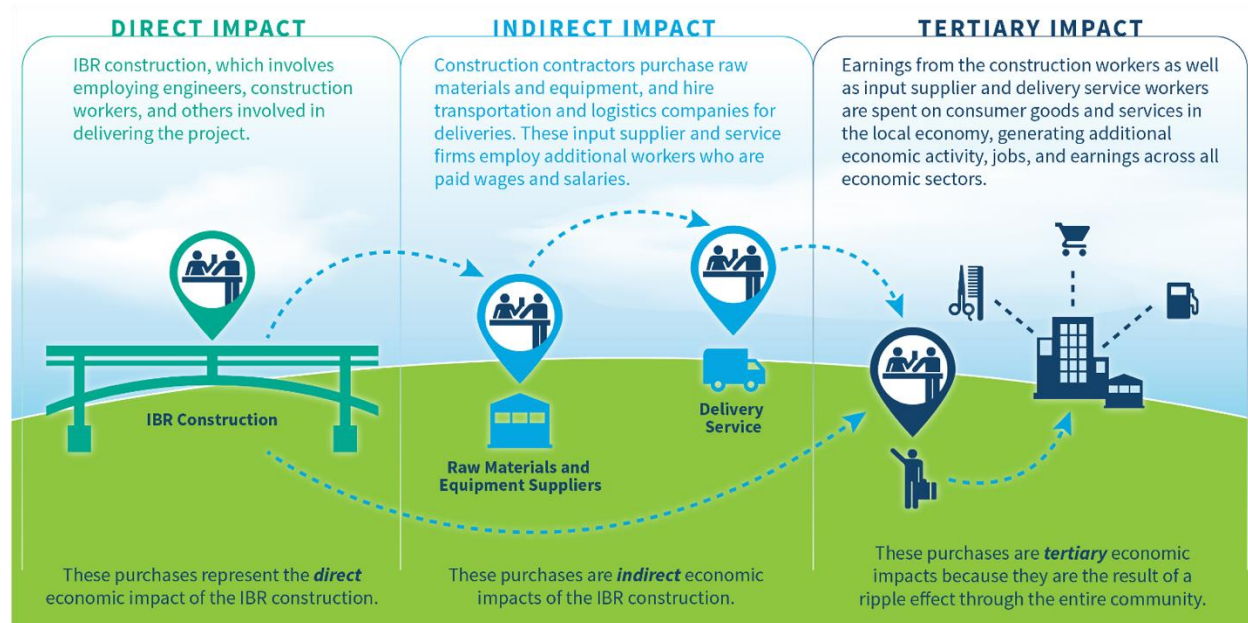 DIRECT IMPACT
IBR construction, which involves
employing engineers, construction
workers, and others involved in
delivering the project.
IBR Construction
These purchases represent the direct
economic impact of the IBR construction.
INDIRECT IMPACT
Construction contractors purchase raw
materials and equipment, and hire
transportation and logistics companies for
deliveries. These input supplier and service
firms employ additional workers who are
paid wages and salaries.
Raw Materials and
Equipment Suppliers
Delivery
Service
These purchases are indirect economic
impacts of the IBR construction.
TERTIARY IMPACT
Earnings from the construction workers as well
as input supplier and delivery service workers
are spent on consumer goods and services in
the local economy, generating additional
economic activity, jobs, and earnings across all
economic sectors.
These purchases are tertiary economic
impacts because they are the result of a
ripple effect through the entire community.